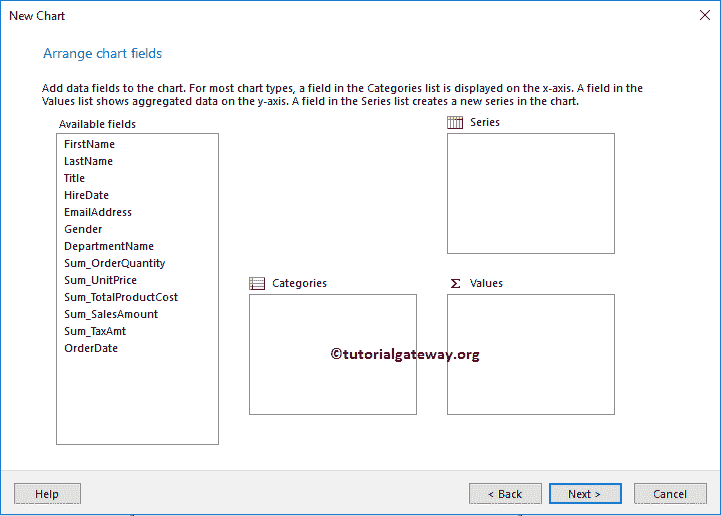 New Chart
Arrange chart fields
Add data fields to the chart. For most chart types, a field in the Categories list is displayed on the x-axis. A field in the
Values list shows aggregated data on the y-axis. A field in the Series list creates a new series in the chart.
Available fields
Series
FirstName
LastName
Title
HireDate
EmailAddress
Gender
DepartmentName
Sum_OrderQuantity
Sum_UnitPrice
Sum_TotalProductCost
Sum_SalesAmount
Sum_TaxAmt
OrderDate
Categories
Σ Values
©tutorialgateway.org
Help
< Back
Next >
Cancel